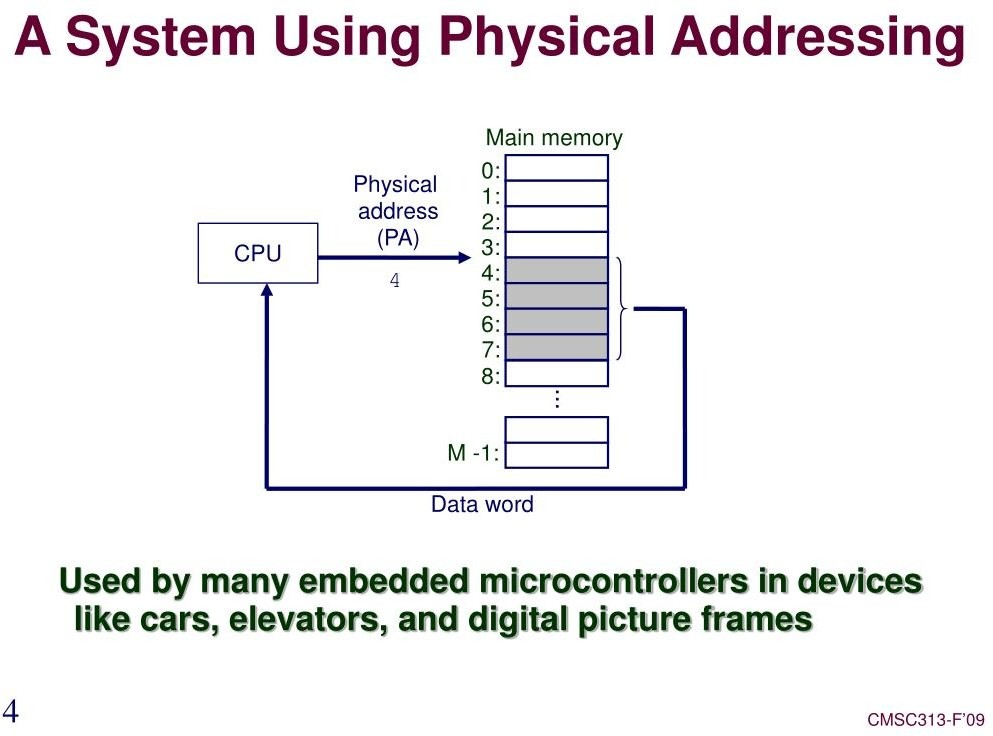 A System Using Physical Addressing
Main memory
Physical
address
(PA)
CPU
4
0:
1:
2:
3:
4:
5:
6:
7:
8:
...
M -1:
Data word
Used by many embedded microcontrollers in devices
like cars, elevators, and digital picture frames
4
CMSC313-F’09